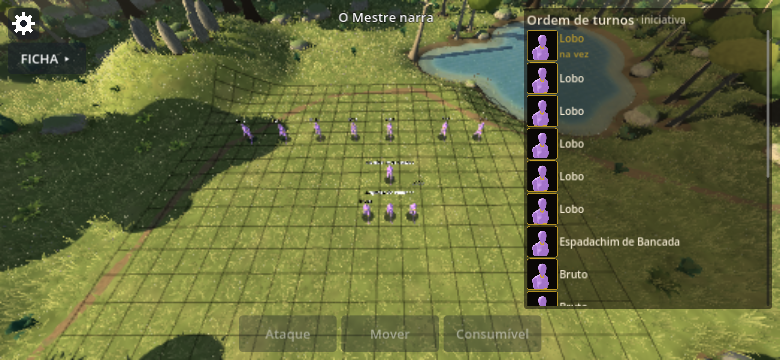 O Mestre narra
FICHA
Ordem de turnos iniciativa
Lobo
na vez
Lobo
Lobo
Lobo
Lobo
Lobo
Espadachim de Bancada
Bruto
Ataque
Mover
Consumível